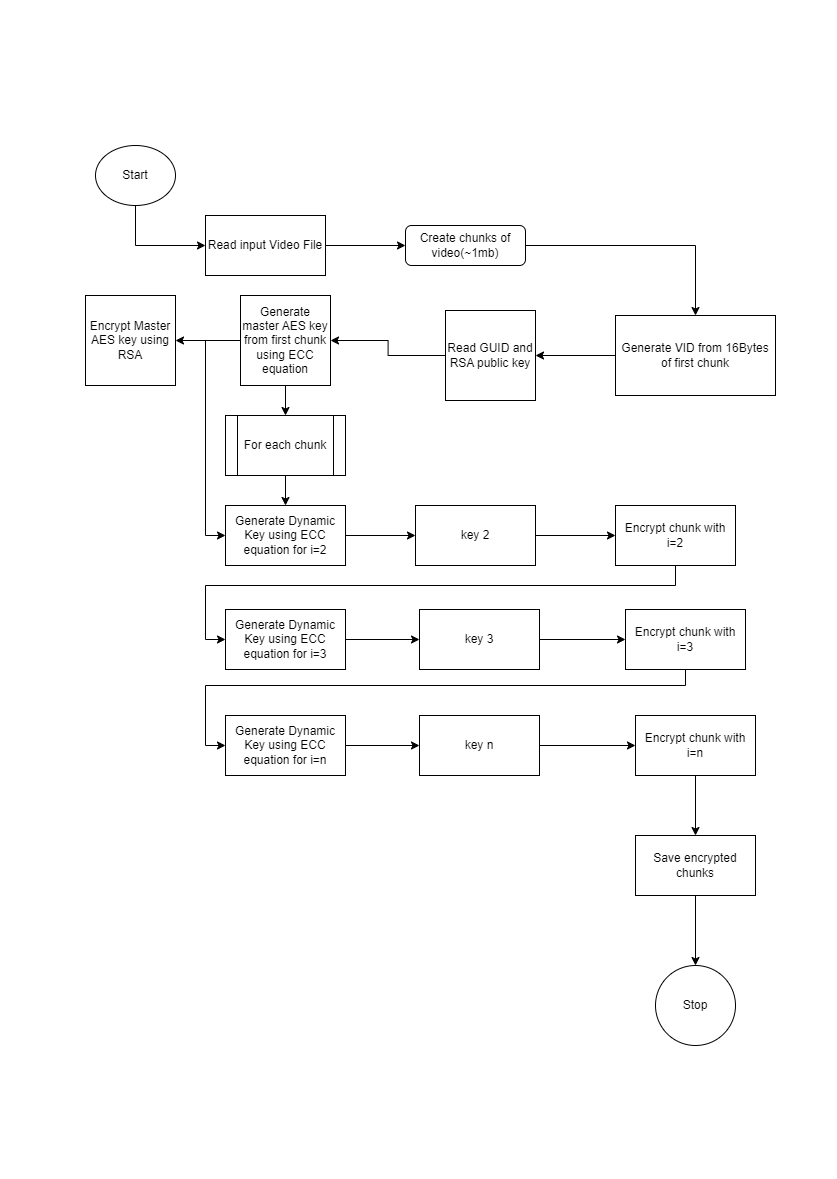 Start
Read input Video File
Create chunks of
video(~1mb)
Generate VID from 16Bytes
of first chunk
Read GUID and
RSA public key
Generate
master AES key
from first chunk
using ECC
equation
Encrypt Master
AES key using
RSA
For each chunk
Generate Dynamic
Key using ECC
equation for i=2
key 2
Encrypt chunk with
i=2
Generate Dynamic
Key using ECC
equation for i=3
key 3
Encrypt chunk with
i=3
Generate Dynamic
Key using ECC
equation for i=n
key n
Encrypt chunk with
i=n
Save encrypted
chunks
Stop